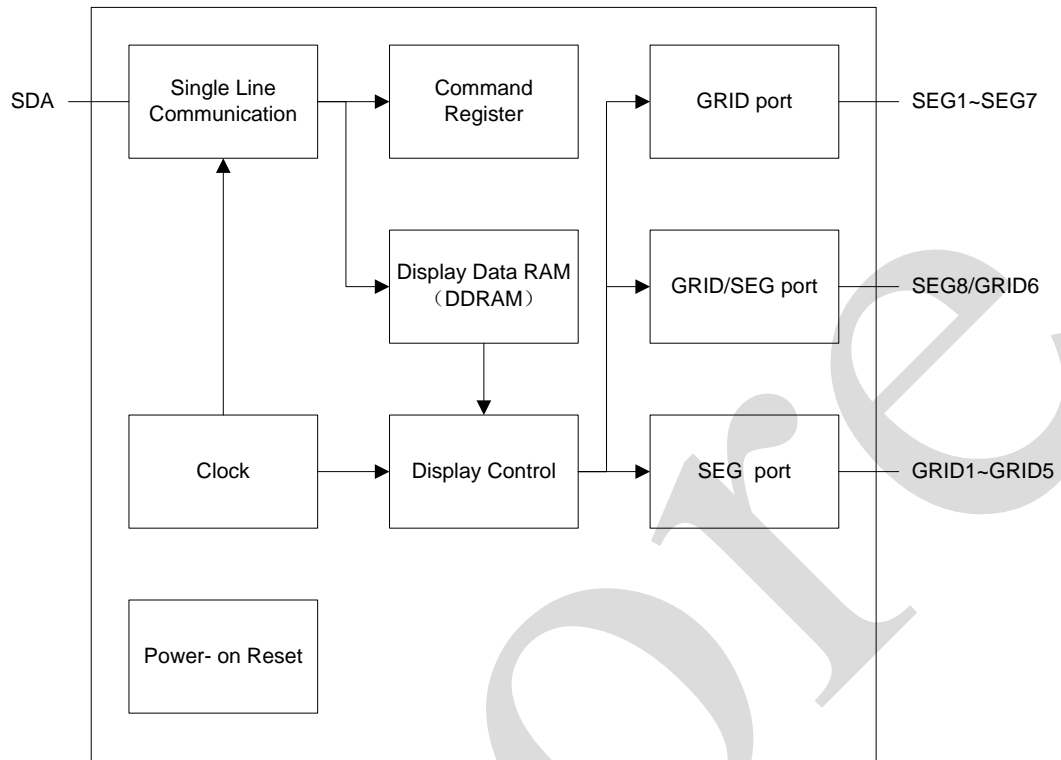 SDA
Single Line
Communication
Command
Register
GRID port
SEG1~SEG7
Display Data RAM
（DDRAM）
GRID/SEG port
SEG8/GRID6
Clock
Display Control
SEG port
GRID1~GRID5
Power- on Reset
ore